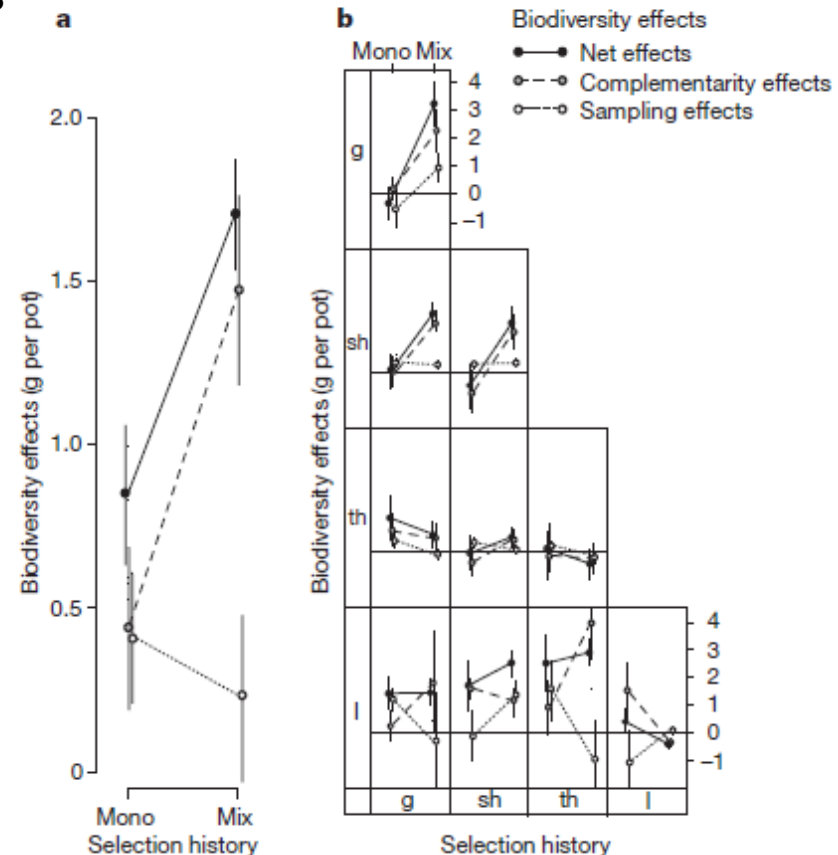 a
2.0
1.5
1.0
0.5
0
Biodiversity effects (g per pot)
Mono
Mix
Selection history
b
Biodiversity effects
Net effects
Complementarity effects
Sampling effects
Mono Mix
4
3
2
1
0
–1
g
sh
th
l
Biodiversity effects (g per pot)
4
3
2
1
0
–1
g
sh
th
l
Selection history